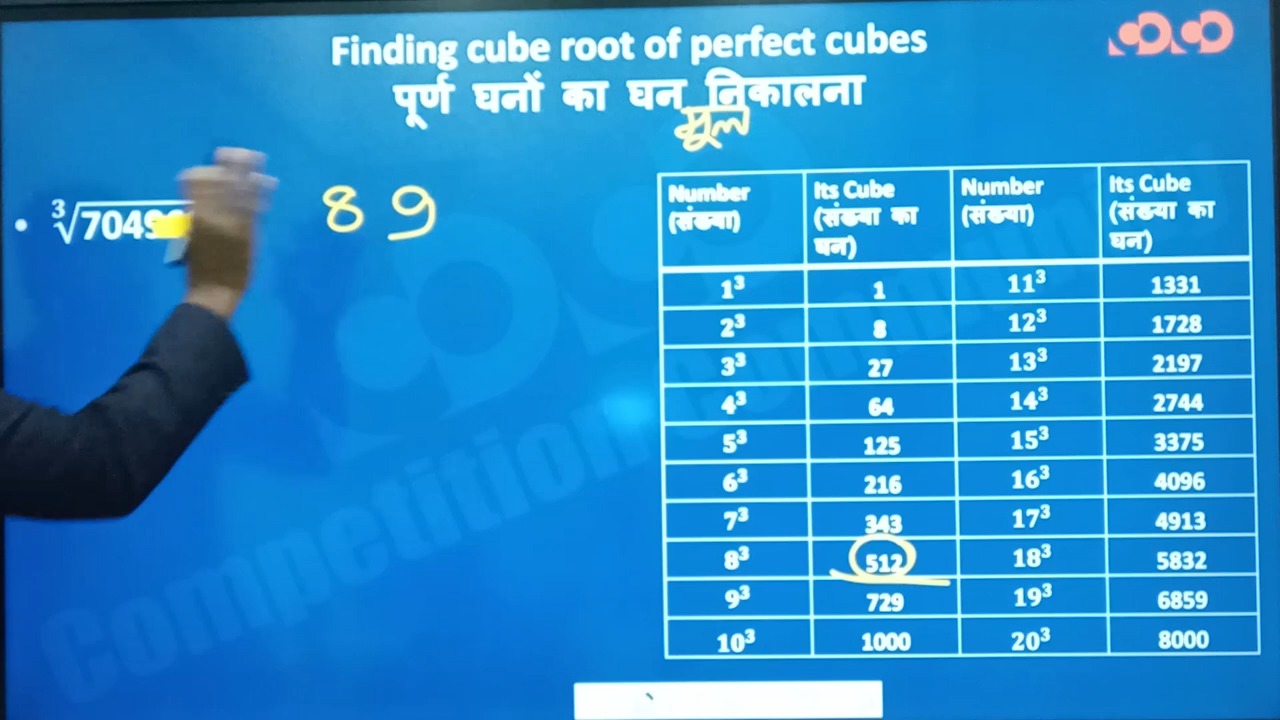 Finding cube root of perfect cubes
पूर्ण घनों का घन निकालना
मूल
• ∛7049
8 9
Number (संख्या) Its Cube (संख्या का घन) Number (संख्या) Its Cube (संख्या का घन)
1³ 1 11³ 1331
2³ 8 12³ 1728
3³ 27 13³ 2197
4³ 64 14³ 2744
5³ 125 15³ 3375
6³ 216 16³ 4096
7³ 343 17³ 4913
8³ 512 18³ 5832
9³ 729 19³ 6859
10³ 1000 20³ 8000
Competition